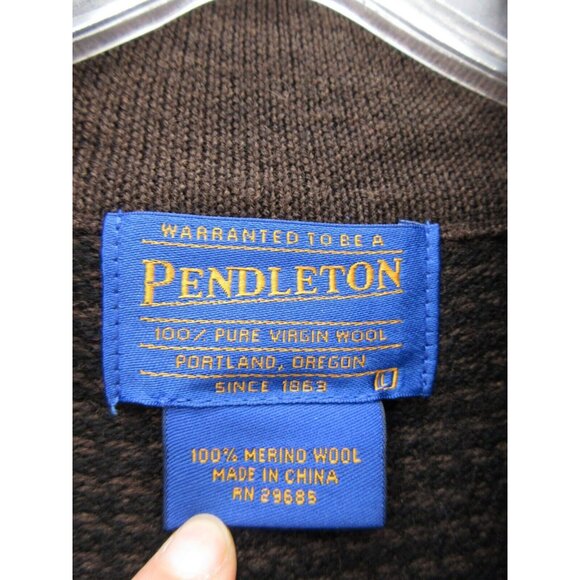 WARRANTED TO BE A
PENDLETON
100% PURE VIRGIN WOOL
PORTLAND, OREGON
SINCE 1863 L
100% MERINO WOOL
MADE IN CHINA
RN 29685